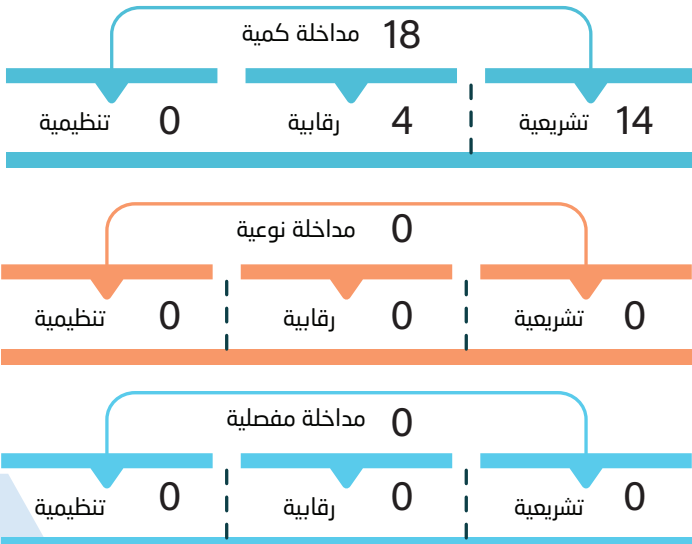 18 مداخلة كمية
14 تشريعية 4 رقابية 0 تنظيمية
0 مداخلة نوعية
0 تشريعية 0 رقابية 0 تنظيمية
0 مداخلة مفصلية
0 تشريعية 0 رقابية 0 تنظيمية